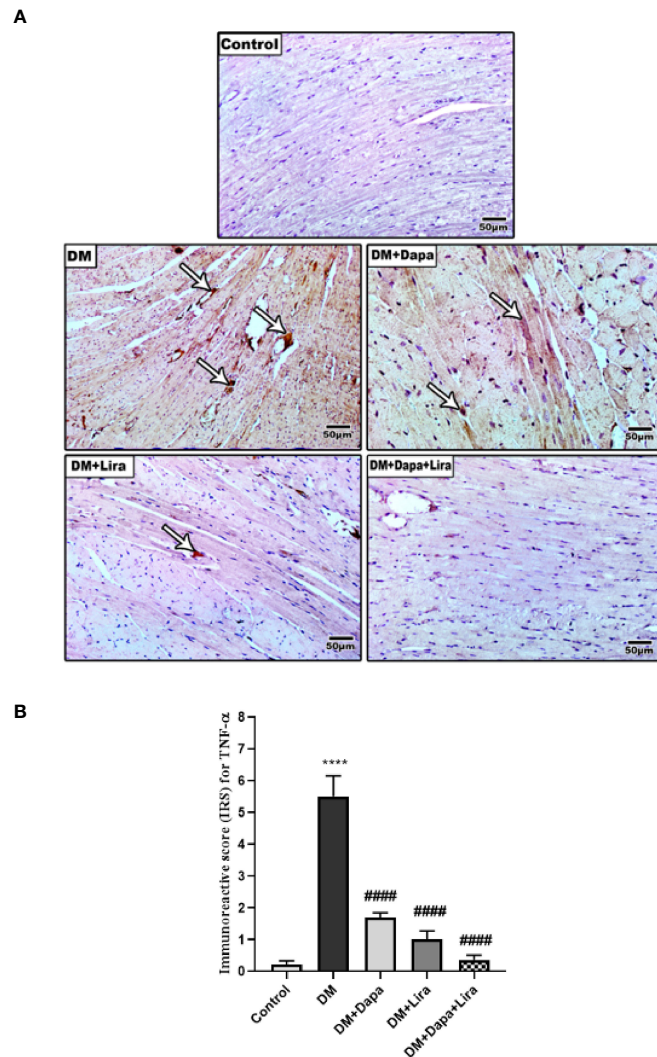 A
Control
50µm
DM
50µm
DM+Dapa
50µm
DM+Lira
50µm
DM+Dapa+Lira
50µm
B
Immunoreactive score (IRS) for TNF-α
8
7
6
5
4
3
2
1
0
****
####
####
####
Control
DM
DM+Dapa
DM+Lira
DM+Dapa+Lira